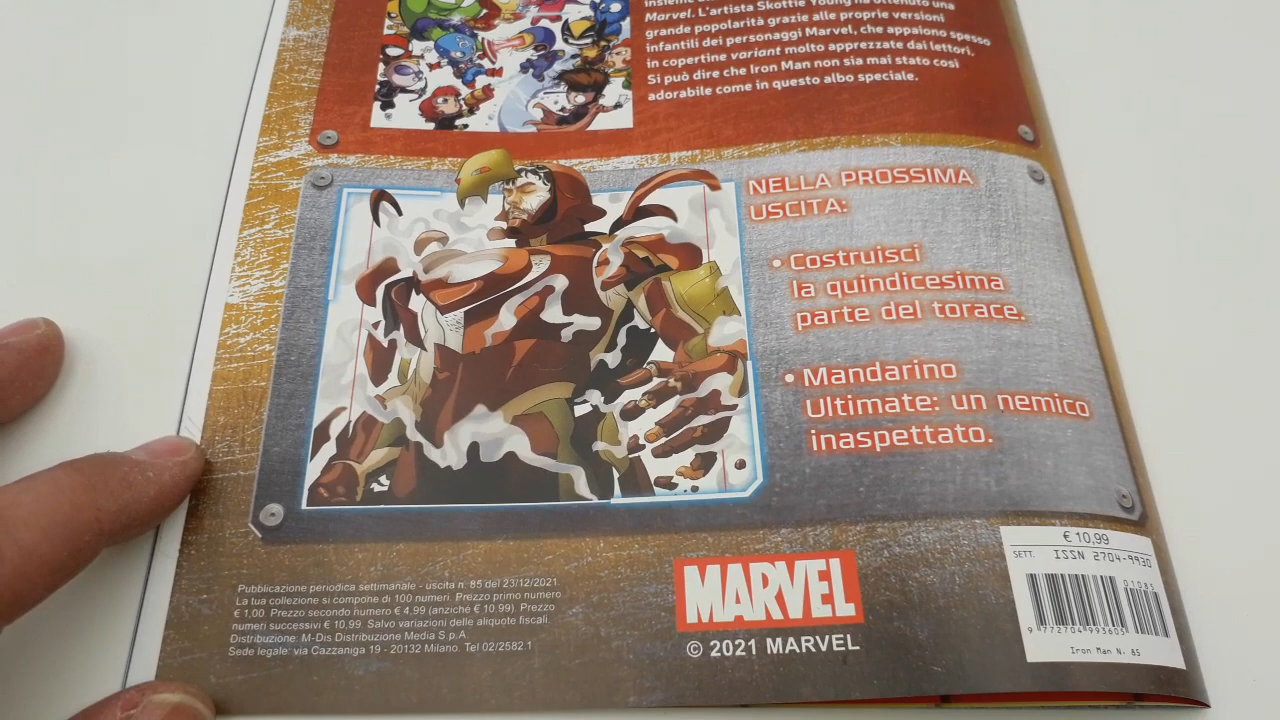 Marvel. L'artista Skottie Young ha ottenuto una
grande popolarità grazie alle proprie versioni
infantili dei personaggi Marvel, che appaiono spesso
in copertine variant molto apprezzate dai lettori.
Si può dire che Iron Man non sia mai stato così
adorabile come in questo albo speciale.
NELLA PROSSIMA
USCITA:
• Costruisci
la quindicesima
parte del torace.
• Mandarino
Ultimate: un nemico
inaspettato.
Pubblicazione periodica settimanale - uscita n. 85 del 23/12/2021
La tua collezione si compone di 100 numeri. Prezzo primo numero
€ 1,00. Prezzo secondo numero € 4,99 (anziché € 10.99). Prezzo
numeri successivi € 10,99. Salvo variazioni delle aliquote fiscali.
Distribuzione: M-Dis Distribuzione Media S.p.A.
Sede legale: via Cazzaniga 19 - 20132 Milano. Tel 02/2582.1
MARVEL
© 2021 MARVEL
€ 10,99
SETT. ISSN 2704-9930
01085
9 772704 993605
Iron Man N. 85